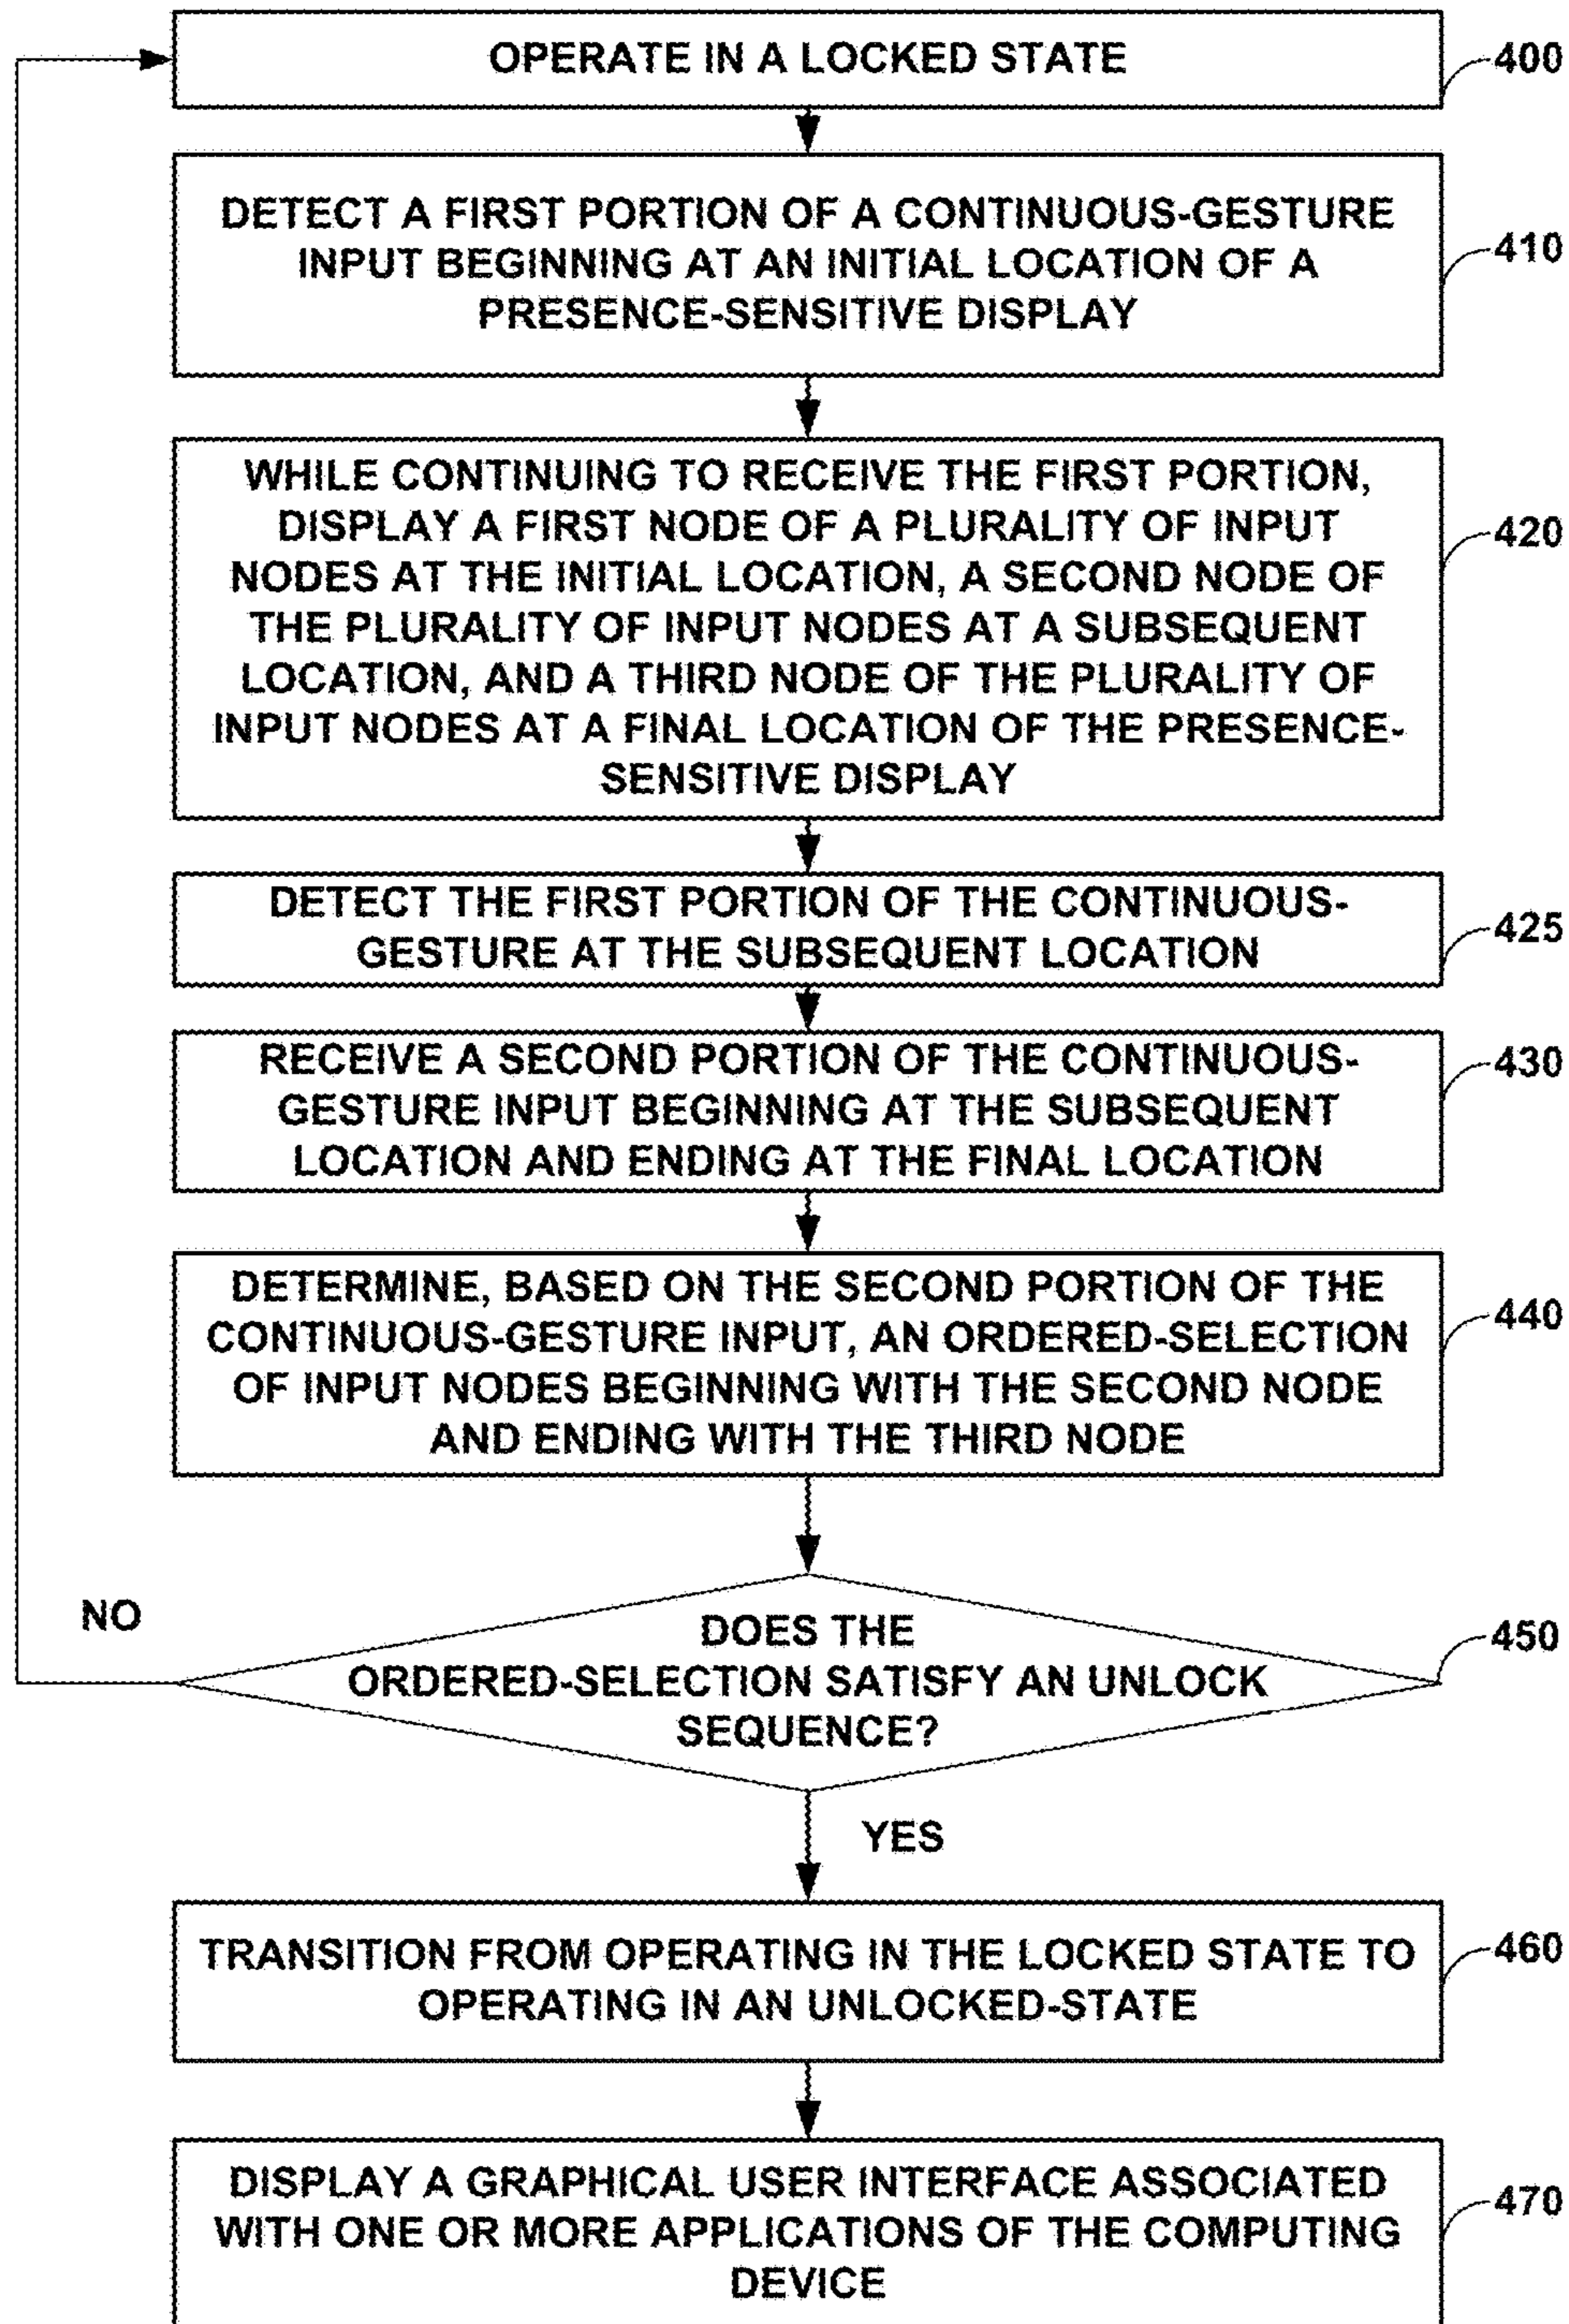 OPERATE IN A LOCKED STATE
400
DETECT A FIRST PORTION OF A CONTINUOUS-GESTURE
INPUT BEGINNING AT AN INITIAL LOCATION OF A
PRESENCE-SENSITIVE DISPLAY
410
WHILE CONTINUING TO RECEIVE THE FIRST PORTION,
DISPLAY A FIRST NODE OF A PLURALITY OF INPUT
NODES AT THE INITIAL LOCATION, A SECOND NODE OF
THE PLURALITY OF INPUT NODES AT A SUBSEQUENT
LOCATION, AND A THIRD NODE OF THE PLURALITY OF
INPUT NODES AT A FINAL LOCATION OF THE PRESENCE-
SENSITIVE DISPLAY
420
DETECT THE FIRST PORTION OF THE CONTINUOUS-
GESTURE AT THE SUBSEQUENT LOCATION
425
RECEIVE A SECOND PORTION OF THE CONTINUOUS-
GESTURE INPUT BEGINNING AT THE SUBSEQUENT
LOCATION AND ENDING AT THE FINAL LOCATION
430
DETERMINE, BASED ON THE SECOND PORTION OF THE
CONTINUOUS-GESTURE INPUT, AN ORDERED-SELECTION
OF INPUT NODES BEGINNING WITH THE SECOND NODE
AND ENDING WITH THE THIRD NODE
440
NO
DOES THE
ORDERED-SELECTION SATISFY AN UNLOCK
SEQUENCE?
450
YES
TRANSITION FROM OPERATING IN THE LOCKED STATE TO
OPERATING IN AN UNLOCKED-STATE
460
DISPLAY A GRAPHICAL USER INTERFACE ASSOCIATED
WITH ONE OR MORE APPLICATIONS OF THE COMPUTING
DEVICE
470